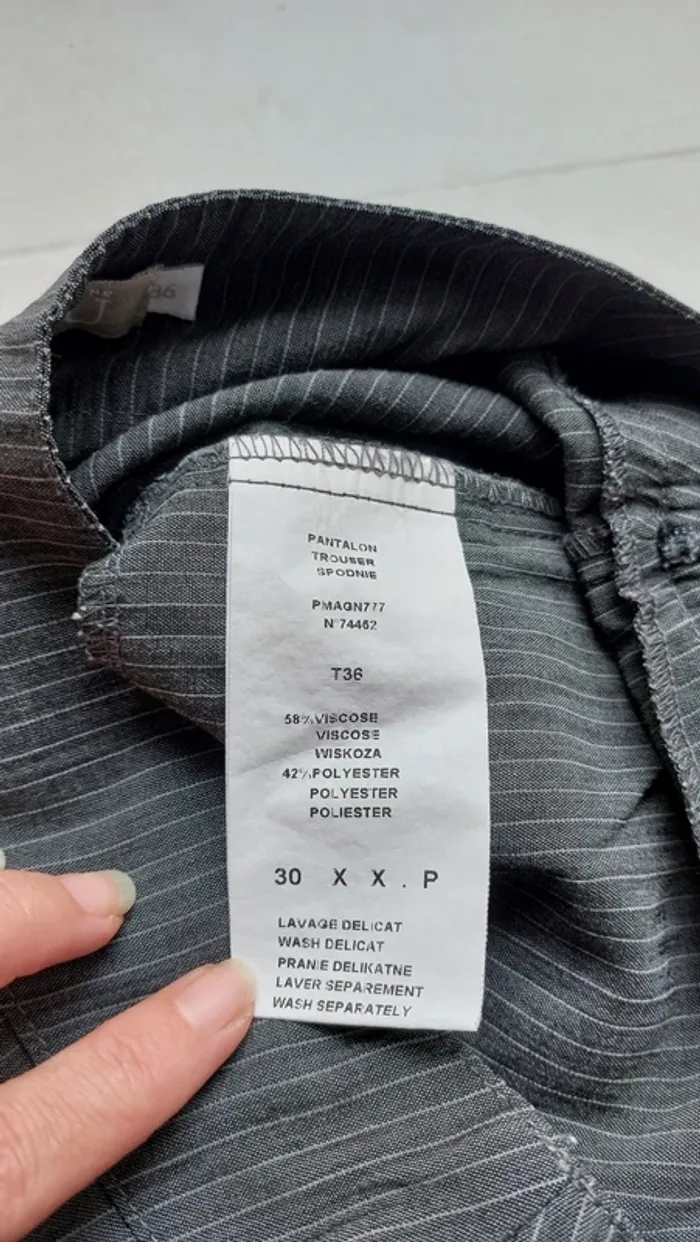 36
PANTALON
TROUSER
SPODNIE
PMAGN777
N°74462
T36
58%VISCOSE
VISCOSE
WISKOZA
42%POLYESTER
POLYESTER
POLIESTER
30 X X . P
LAVAGE DELICAT
WASH DELICAT
PRANIE DELIKATNE
LAVER SEPAREMENT
WASH SEPARATELY